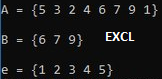 A = {5 3 2 4 6 7 9 1}
B = {6 7 9} EXCL
e = {1 2 3 4 5}